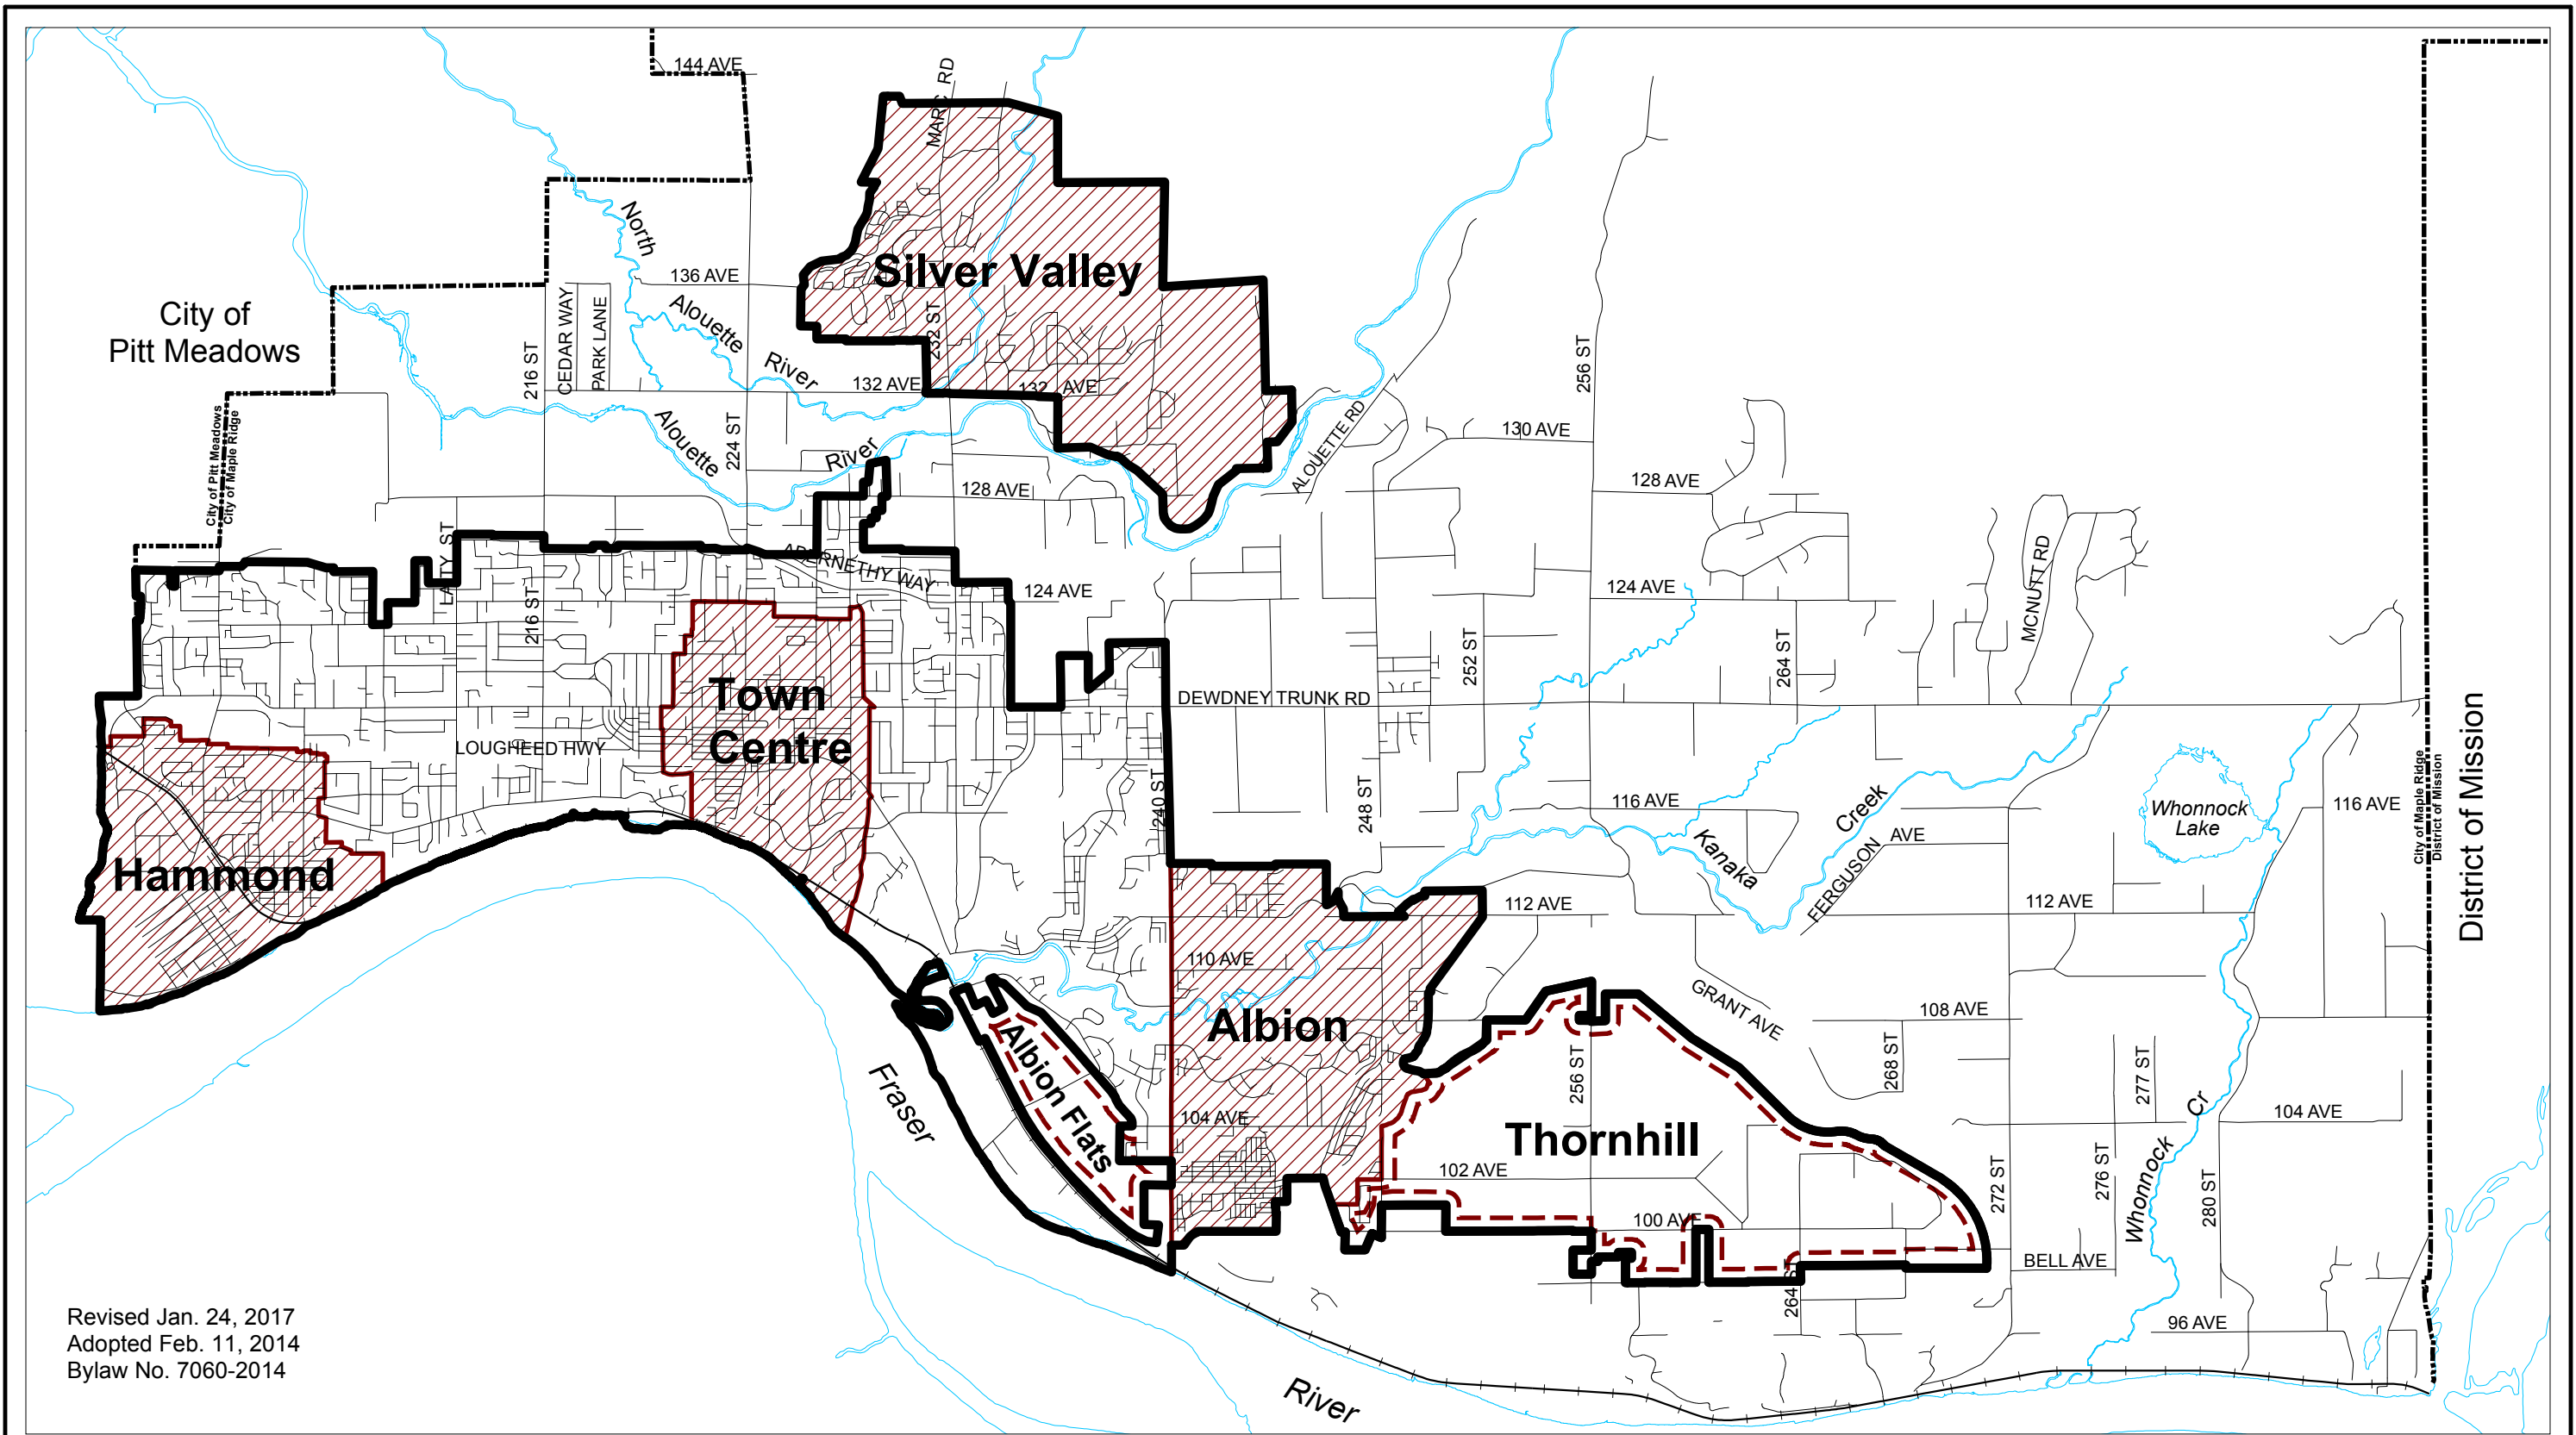 144 AVE
MARC RD
North
Silver Valley
136 AVE
Alouette
River
City of
Pitt Meadows
CEDAR WAY
PARK LANE
216 ST
232 ST
256 ST
132 AVE
132 AVE
City of Pitt Meadows
City of Maple Ridge
Alouette
River
224 ST
ALOUETTE RD
130 AVE
128 AVE
128 AVE
LAITY ST
ABERNETHY WAY
124 AVE
124 AVE
216 ST
MCNUTT RD
252 ST
264 ST
Town
Centre
DEWDNEY TRUNK RD
LOUGHEED HWY
240 ST
248 ST
116 AVE
Creek
Kanaka
FERGUSON AVE
Whonnock
Lake
116 AVE
City of Maple Ridge
District of Mission
District of Mission
Hammond
112 AVE
112 AVE
110 AVE
GRANT AVE
108 AVE
Albion
Albion Flats
Fraser
256 ST
268 ST
277 ST
104 AVE
104 AVE
Thornhill
Whonnock Cr
102 AVE
272 ST
276 ST
280 ST
100 AVE
BELL AVE
264 ST
96 AVE
River
Revised Jan. 24, 2017
Adopted Feb. 11, 2014
Bylaw No. 7060-2014